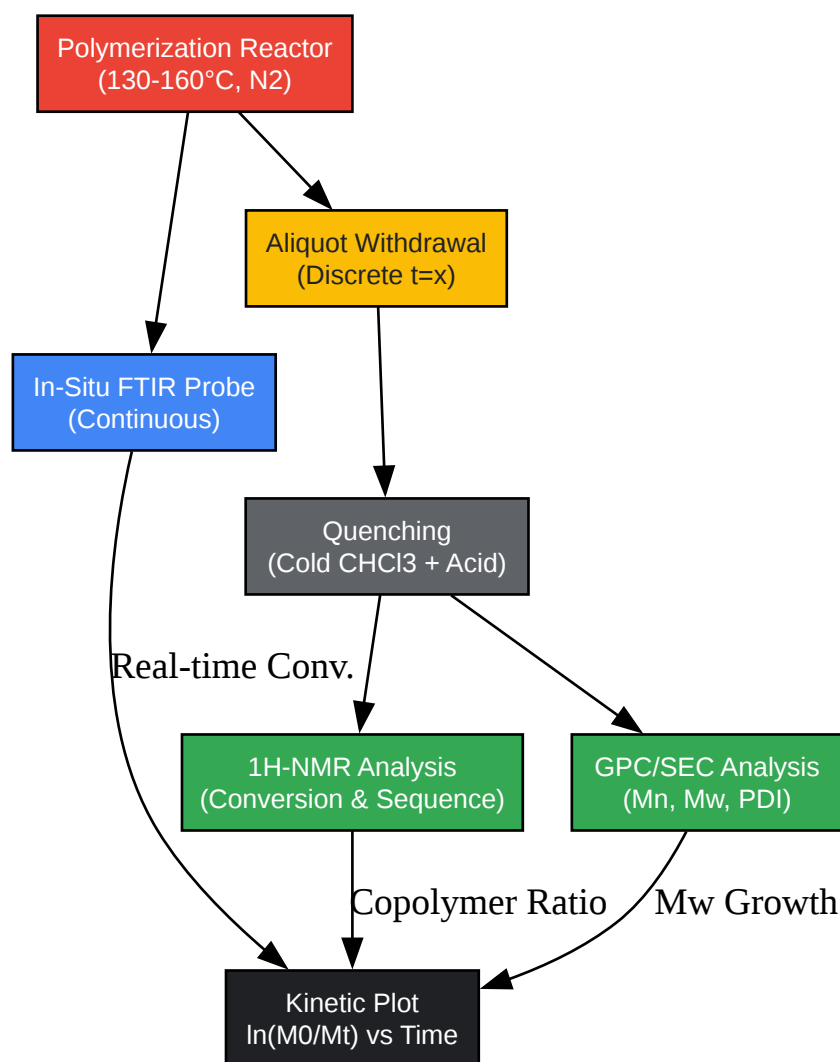 Polymerization Reactor
(130-160°C, N2)
Aliquot Withdrawal
(Discrete t=x)
In-Situ FTIR Probe
(Continuous)
Quenching
(Cold CHCl3 + Acid)
Real-time Conv.
1H-NMR Analysis
(Conversion & Sequence)
GPC/SEC Analysis
(Mn, Mw, PDI)
Copolymer Ratio
Mw Growth
Kinetic Plot
ln(M0/Mt) vs Time